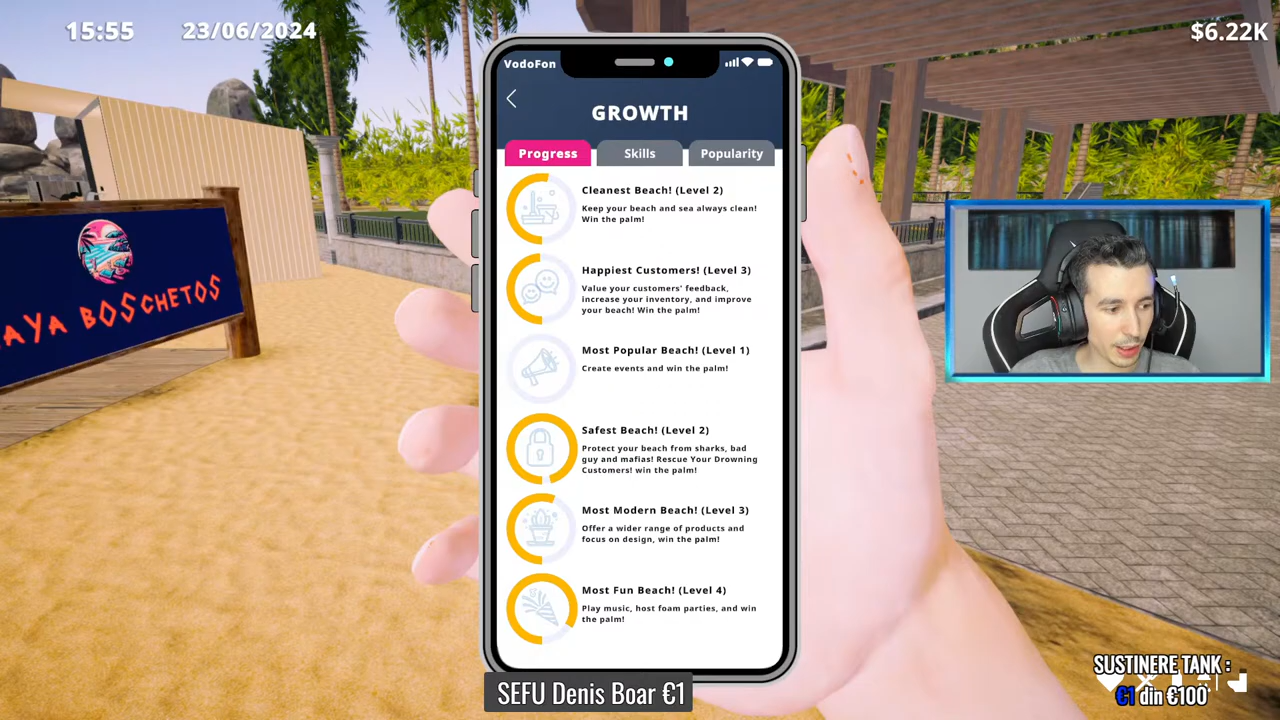 15:55 23/06/2024
$6.22K
VodoFon
GROWTH
Progress Skills Popularity
Cleanest Beach! (Level 2)
Keep your beach and sea always clean!
Win the palm!
Happiest Customers! (Level 3)
Value your customers' feedback,
increase your inventory, and improve
your beach! Win the palm!
Most Popular Beach! (Level 1)
Create events and win the palm!
Safest Beach! (Level 2)
Protect your beach from sharks, bad
guy and mafias! Rescue Your Drowning
Customers! win the palm!
Most Modern Beach! (Level 3)
Offer a wider range of products and
focus on design, win the palm!
Most Fun Beach! (Level 4)
Play music, host foam parties, and win
the palm!
AYA BOSCHETOS
SEFU Denis Boar €1
SUSTINERE TANK :
€1 din €100